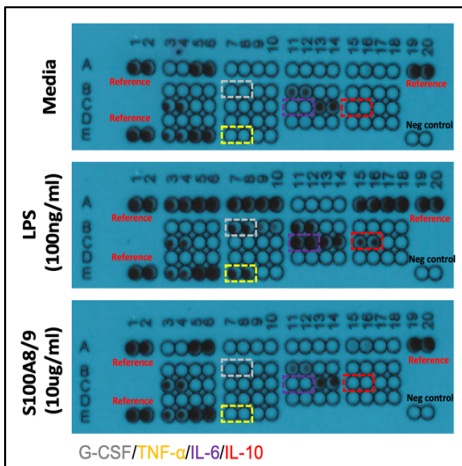 Media
1 2 3 4 5 6 7 8 9 10 11 12 13 14 15 16 17 18 19 20
A
Reference Reference
B
C
Reference
Neg control
E
LPS
(100ng/ml)
1 2 3 4 5 6 7 8 9 10 11 12 13 14 15 16 17 18 19 20
A
Reference Reference
B
C
Reference
Neg control
E
S100A8/9
(10ug/ml)
1 2 3 4 5 6 7 8 9 10 11 12 13 14 15 16 17 18 19 20
A
Reference Reference
B
C
Reference
Neg control
E
G-CSF/TNF-α/IL-6/IL-10